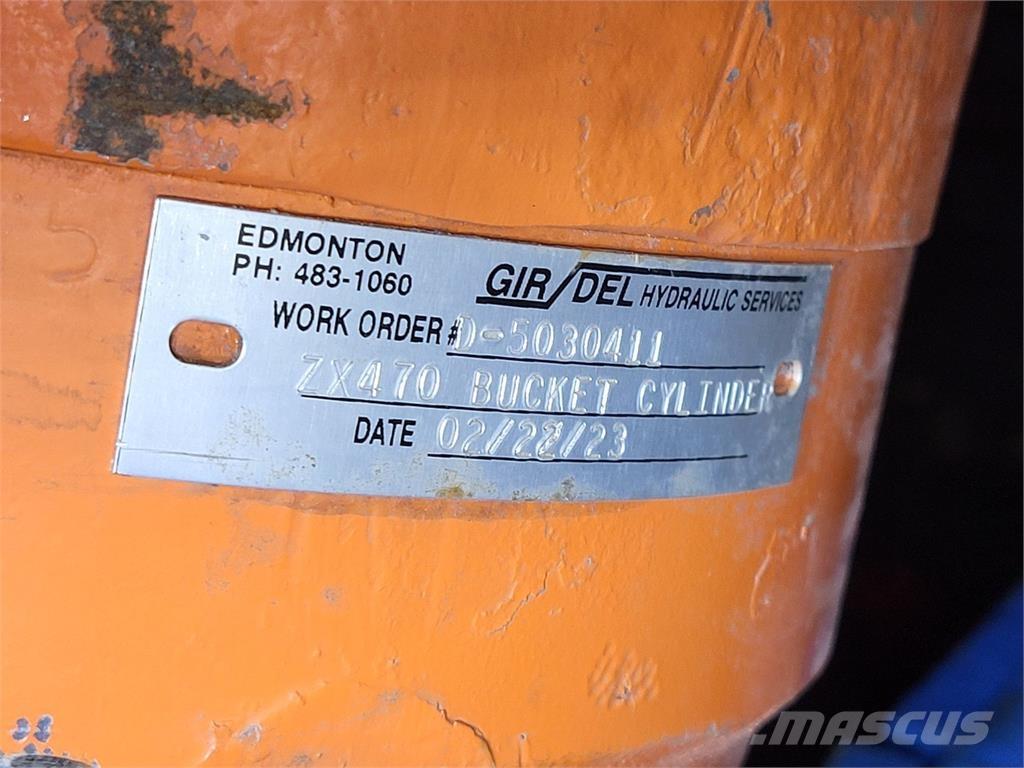 EDMONTON
PH: 483-1060
GIR/DEL HYDRAULIC SERVICES
WORK ORDER # D-5030411
ZX470 BUCKET CYLINDER
DATE 02/22/23
5
MASCUS